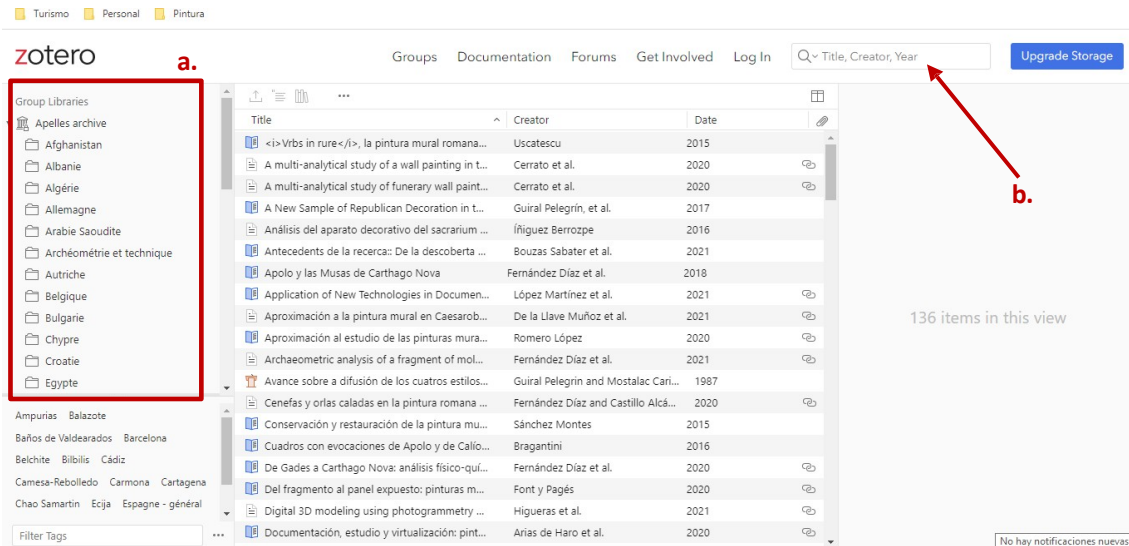 Turismo Personal Pintura
zotero
a.
Groups Documentation Forums Get Involved Log In
Title, Creator, Year
Upgrade Storage
b.
Group Libraries
Apelles archive
Afghanistan
Albanie
Algérie
Allemagne
Arabie Saoudite
Archéométrie et technique
Autriche
Belgique
Bulgarie
Chypre
Croatie
Egypte
Ampurias Balazote
Baños de Valdearados Barcelona
Belchite Bilbilis Cádiz
Camesa-Rebolledo Carmona Cartagena
Chao Samartin Ecija Espagne - général
Filter Tags
Title Creator Date
<i>Vrbs in rure</i>, la pintura mural romana... Uscatescu 2015
A multi-analytical study of a wall painting in t... Cerrato et al. 2020
A multi-analytical study of funerary wall paint... Cerrato et al. 2020
A New Sample of Republican Decoration in t... Guiral Pelegrín, et al. 2017
Análisis del aparato decorativo del sacrarium ... Íñiguez Berrozpe 2016
Antecedents de la recerca:: De la descoberta ... Bouzas Sabater et al. 2021
Apolo y las Musas de Carthago Nova Fernández Díaz et al. 2018
Application of New Technologies in Documen... López Martínez et al. 2021
Aproximación a la pintura mural en Caesarob... De la Llave Muñoz et al. 2021
Aproximación al estudio de las pinturas mura... Romero López 2020
Archaeometric analysis of a fragment of mol... Fernández Díaz et al. 2021
Avance sobre a difusión de los cuatros estilos... Guiral Pelegrin and Mostalac Cari... 1987
Cenefas y orlas caladas en la pintura romana ... Fernández Díaz and Castillo Alcá... 2020
Conservación y restauración de la pintura mu... Sánchez Montes 2015
Cuadros con evocaciones de Apolo y de Calío... Bragantini 2016
De Gades a Carthago Nova: análisis físico-quí... Fernández Díaz et al. 2020
Del fragmento al panel expuesto: pinturas m... Font y Pagés 2020
Digital 3D modeling using photogrammetry ... Higueras et al. 2021
Documentación, estudio y virtualización: pint... Arias de Haro et al. 2020
136 items in this view
No hay notificaciones nuevas